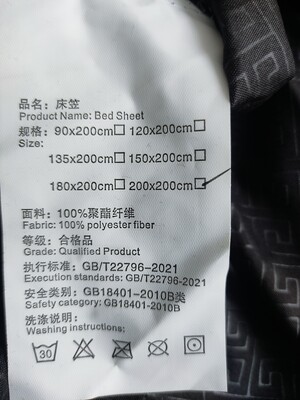 品名：床笠
Product Name: Bed Sheet
规格：90x200cm□ 120x200cm□
Size:
135x200cm□ 150x200cm□
180x200cm□ 200x200cm□
面料：100%聚酯纤维
Fabric: 100% polyester fiber
等级：合格品
Grade: Qualified Product
执行标准：GB/T22796-2021
Execution standards: GB/T22796-2021
安全类别：GB18401-2010B类
Safety category: GB18401-2010B
洗涤说明：
Washing instructions:
30